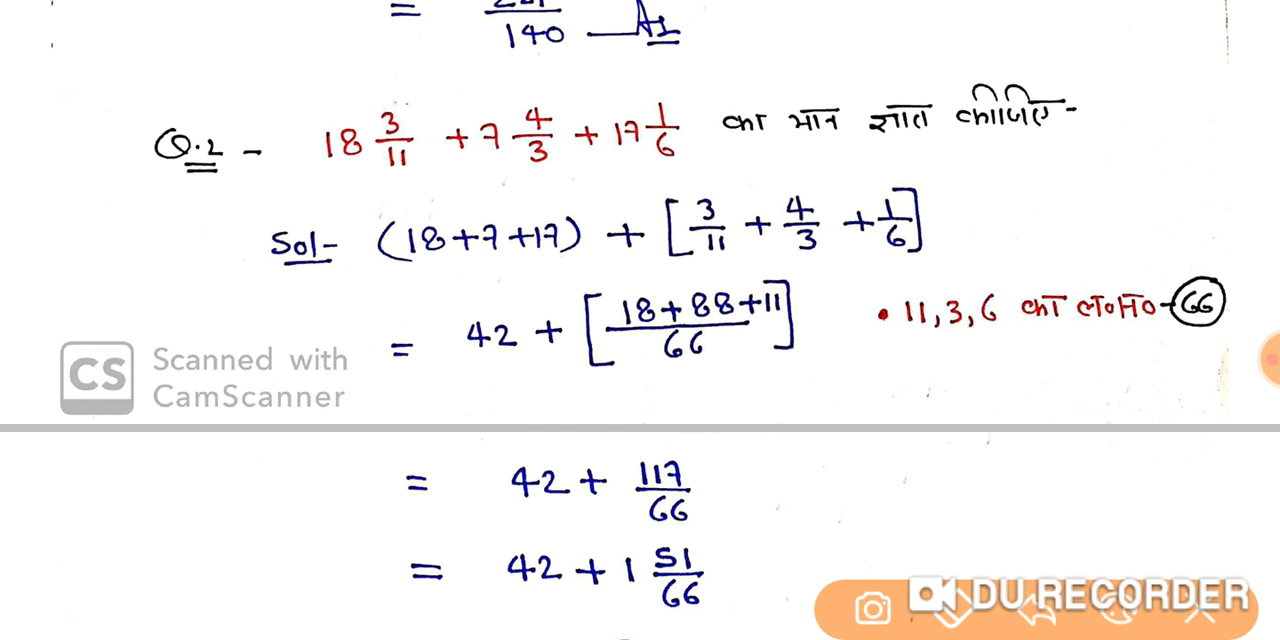 =
140 — Ans
Q.2 - 18 3/11 + 7 4/3 + 17 1/6 का मान ज्ञात कीजिए-
Sol- (18+7+17) + [3/11 + 4/3 + 1/6]
= 42 + [18+88+11/66] • 11, 3, 6 का ल०स०-66
CS Scanned with
CamScanner
= 42 + 117/66
= 42 + 1 51/66
DU RECORDER